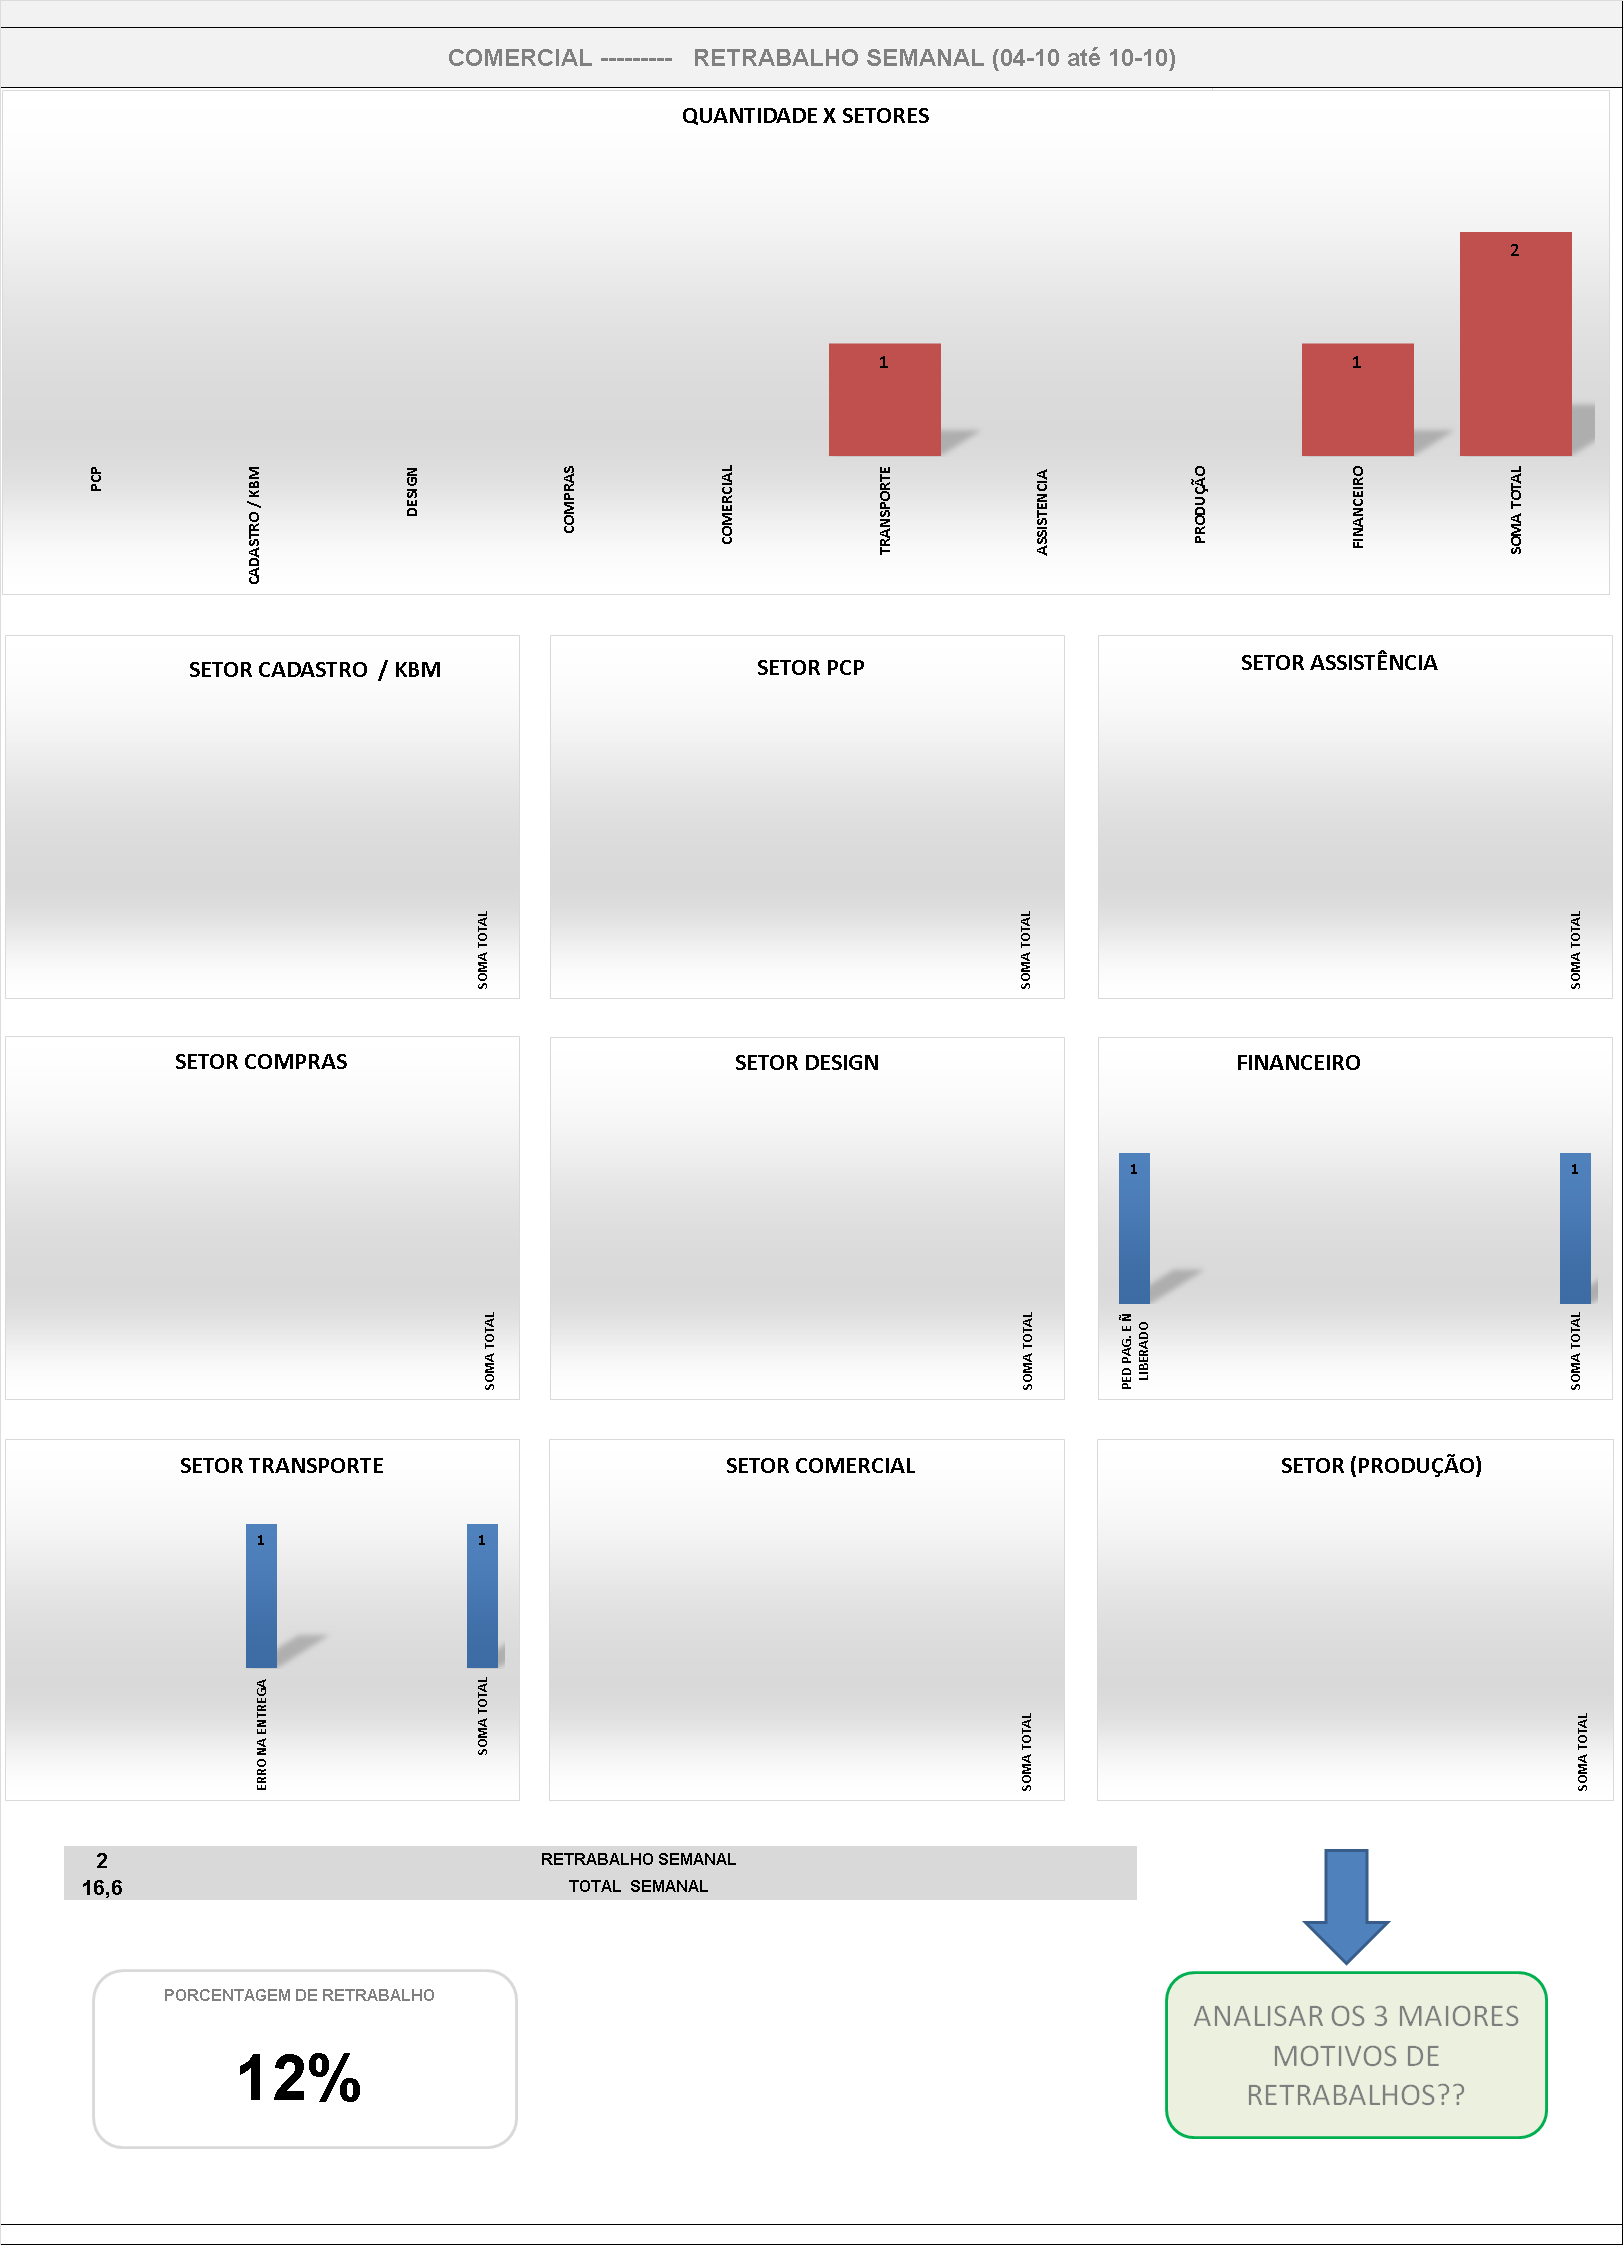 COMERCIAL --------- RETRABALHO SEMANAL (04-10 até 10-10)
QUANTIDADE X SETORES
2
1
1
PCP
CADASTRO / KBM
DESIGN
COMPRAS
COMERCIAL
TRANSPORTE
ASSISTENCIA
PRODUÇÃO
FINANCEIRO
SOMA TOTAL
SETOR CADASTRO / KBM
SOMA TOTAL
SETOR PCP
SOMA TOTAL
SETOR ASSISTÊNCIA
SOMA TOTAL
SETOR COMPRAS
SOMA TOTAL
SETOR DESIGN
SOMA TOTAL
FINANCEIRO
1
1
PED PAG. E Ñ
LIBERADO
SOMA TOTAL
SETOR TRANSPORTE
1
1
ERRO NA ENTREGA
SOMA TOTAL
SETOR COMERCIAL
SOMA TOTAL
SETOR (PRODUÇÃO)
SOMA TOTAL
2 RETRABALHO SEMANAL
16,6 TOTAL SEMANAL
PORCENTAGEM DE RETRABALHO
12%
ANALISAR OS 3 MAIORES
MOTIVOS DE
RETRABALHOS??